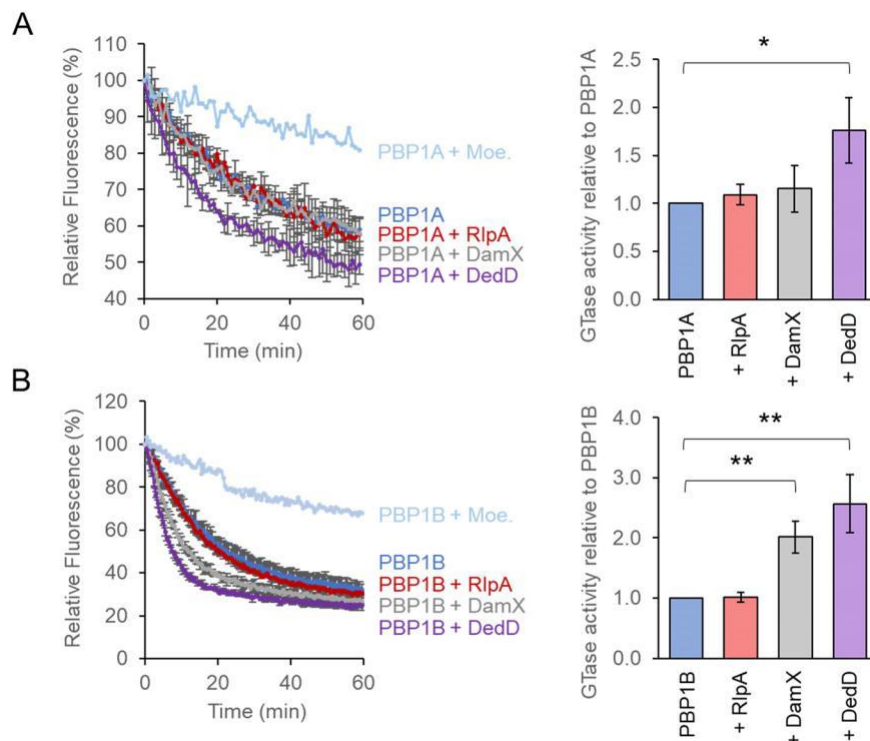 A
110
100
90
80
70
60
50
40
0
20
40
60
Time (min)
Relative Fluorescence (%)
PBP1A + Moe.
PBP1A
PBP1A + RlpA
PBP1A + DamX
PBP1A + DedD
2.5
2.0
1.5
1.0
0.5
0.0
GTase activity relative to PBP1A
*
PBP1A
+ RlpA
+ DamX
+ DedD
B
120
100
80
60
40
20
0
0
20
40
60
Time (min)
Relative Fluorescence (%)
PBP1B + Moe.
PBP1B
PBP1B + RlpA
PBP1B + DamX
PBP1B + DedD
4.0
3.0
2.0
1.0
0.0
GTase activity relative to PBP1B
**
**
PBP1B
+ RlpA
+ DamX
+ DedD